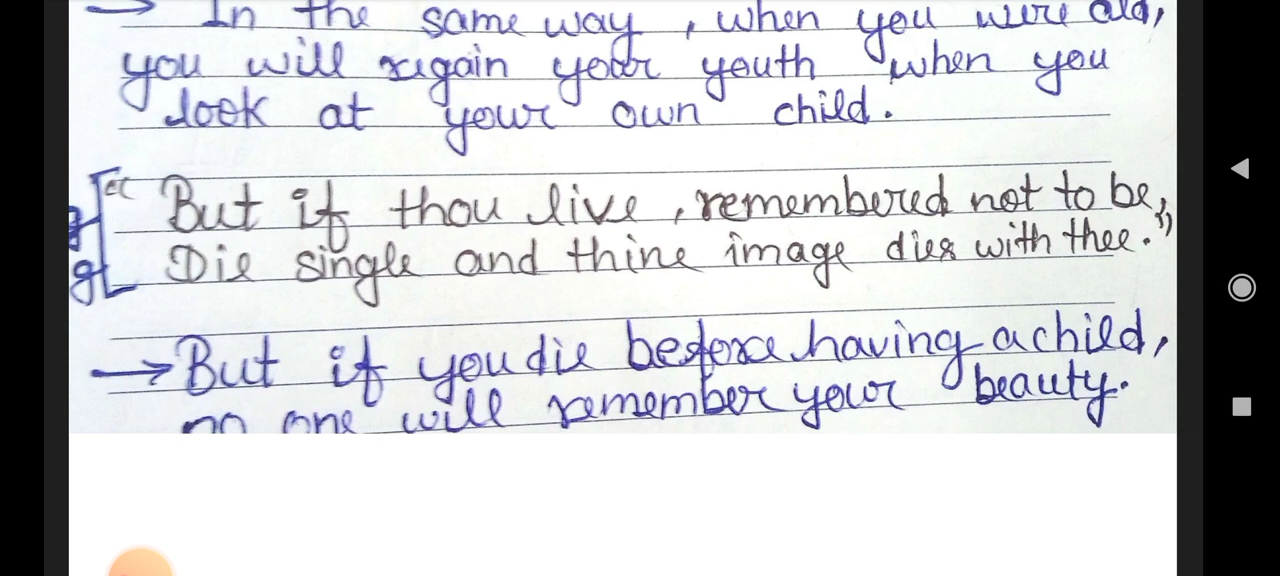 → In the same way, when you were old,
you will regain your youth when you
look at your own child.
"But if thou live, remembered not to be,
Die single and thine image dies with thee."
g g
→ But if you die before having a child,
no one will remember your beauty.